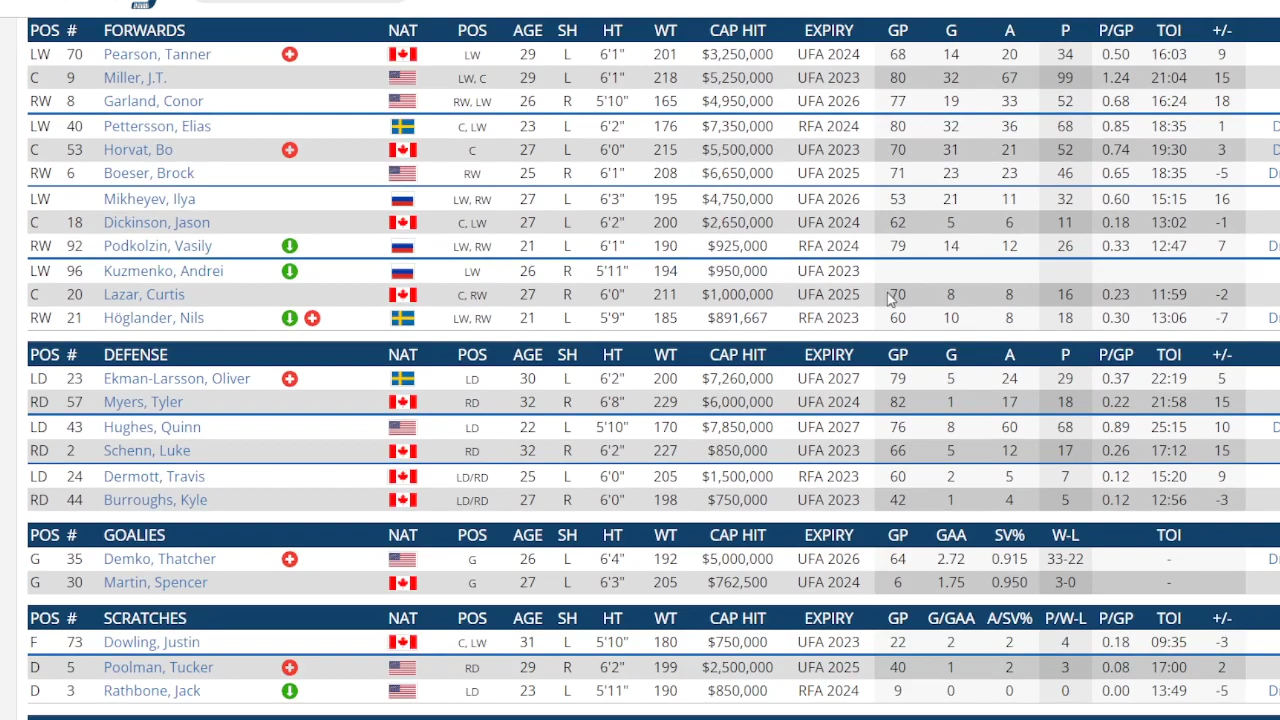 POS # FORWARDS NAT POS AGE SH HT WT CAP HIT EXPIRY GP G A P P/GP TOI +/-
LW 70 Pearson, Tanner LW 29 L 6'1" 201 $3,250,000 UFA 2024 68 14 20 34 0.50 16:03 9
C 9 Miller, J.T. LW, C 29 L 6'1" 218 $5,250,000 UFA 2023 80 32 67 99 1.24 21:04 15
RW 8 Garland, Conor RW, LW 26 R 5'10" 165 $4,950,000 UFA 2026 77 19 33 52 0.68 16:24 18
LW 40 Pettersson, Elias C, LW 23 L 6'2" 176 $7,350,000 RFA 2024 80 32 36 68 0.85 18:35 1 D
C 53 Horvat, Bo C 27 L 6'0" 215 $5,500,000 UFA 2023 70 31 21 52 0.74 19:30 3 D
RW 6 Boeser, Brock RW 25 R 6'1" 208 $6,650,000 UFA 2025 71 23 23 46 0.65 18:35 -5 D
LW Mikheyev, Ilya LW, RW 27 L 6'3" 195 $4,750,000 UFA 2026 53 21 11 32 0.60 15:15 16
C 18 Dickinson, Jason C, LW 27 L 6'2" 200 $2,650,000 UFA 2024 62 5 6 11 0.18 13:02 -1
RW 92 Podkolzin, Vasily LW, RW 21 L 6'1" $925,000 RFA 2024 79 14 12 26 0.33 12:47 7 D
LW 96 Kuzmenko, Andrei LW 26 R 5'11" 194 $950,000 UFA 2023
C 20 Lazar, Curtis C, RW 27 R 6'0" 211 $1,000,000 UFA 2025 70 8 8 16 0.23 11:59 -2
RW 21 Höglander, Nils LW, RW 21 L 5'9" 185 $891,667 RFA 2023 60 10 8 18 0.30 13:06 -7 D
POS # DEFENSE NAT POS AGE SH HT WT CAP HIT EXPIRY GP G A P P/GP TOI +/-
LD 23 Ekman-Larsson, Oliver LD 30 L 6'2" 200 $7,260,000 UFA 2027 79 5 24 29 0.37 22:19 5
RD 57 Myers, Tyler RD 32 R 6'8" 229 $6,000,000 UFA 2024 82 1 17 18 0.22 21:58 15
LD 43 Hughes, Quinn LD 22 L 5'10" 170 $7,850,000 UFA 2027 76 8 60 68 0.89 25:15 10 D
RD 2 Schenn, Luke RD 32 R 6'2" 227 $850,000 UFA 2023 66 5 12 17 0.26 17:12 15
LD 24 Dermott, Travis LD/RD 25 L 6'0" 205 $1,500,000 RFA 2023 60 2 5 7 0.12 15:20 9
RD 44 Burroughs, Kyle LD/RD 27 R 6'0" 198 $750,000 UFA 2023 42 1 4 5 0.12 12:56 -3
POS # GOALIES NAT POS AGE SH HT WT CAP HIT EXPIRY GP GAA SV% W-L TOI
G 35 Demko, Thatcher G 26 L 6'4" 192 $5,000,000 UFA 2026 64 2.72 0.915 33-22 - D
G 30 Martin, Spencer G 27 L 6'3" 205 $762,500 UFA 2024 6 1.75 0.950 3-0 -
POS # SCRATCHES NAT POS AGE SH HT WT CAP HIT EXPIRY GP G/GAA A/SV% P/W-L P/GP TOI +/-
F 73 Dowling, Justin C, LW 31 L 5'10" 180 $750,000 UFA 2023 22 2 2 4 0.18 09:35 -3
D 5 Poolman, Tucker RD 29 R 6'2" $2,500,000 UFA 2025 40 1 2 3 0.08 17:00 2
D 3 Rathbone, Jack LD 23 L 5'11" 190 $850,000 RFA 2024 9 0 0 0 0.00 13:49 -5 D